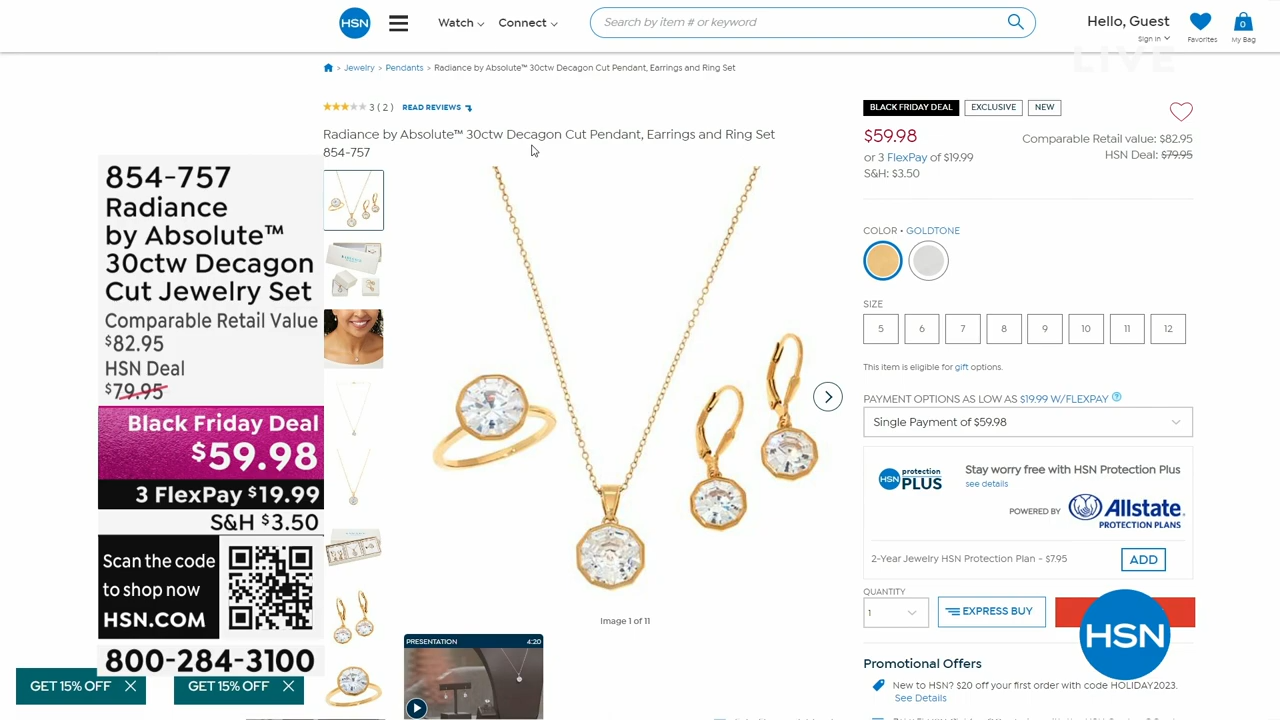 HSN
Watch
Connect
Search by item # or keyword
Hello, Guest
Sign in
Favorites
0
My Bag
LIVE
> Jewelry > Pendants > Radiance by Absolute™ 30ctw Decagon Cut Pendant, Earrings and Ring Set
3 ( 2 ) READ REVIEWS
Radiance by Absolute™ 30ctw Decagon Cut Pendant, Earrings and Ring Set
854-757
854-757
Radiance
by Absolute™
30ctw Decagon
Cut Jewelry Set
Comparable Retail Value
$82.95
HSN Deal
$79.95
Black Friday Deal
$59.98
3 FlexPay $19.99
S&H $3.50
Scan the code
to shop now
HSN.COM
800-284-3100
GET 15% OFF
GET 15% OFF
Image 1 of 11
PRESENTATION 4:20
BLACK FRIDAY DEAL
EXCLUSIVE
NEW
$59.98
Comparable Retail value: $82.95
or 3 FlexPay of $19.99
HSN Deal: $79.95
S&H: $3.50
COLOR • GOLDTONE
SIZE
5 6 7 8 9 10 11 12
This item is eligible for gift options.
PAYMENT OPTIONS AS LOW AS $19.99 W/FLEXPAY
Single Payment of $59.98
HSN protection PLUS
Stay worry free with HSN Protection Plus
see details
POWERED BY
Allstate
PROTECTION PLANS
2-Year Jewelry HSN Protection Plan - $7.95
ADD
QUANTITY
1
EXPRESS BUY
HSN
Promotional Offers
New to HSN? $20 off your first order with code HOLIDAY2023.
See Details